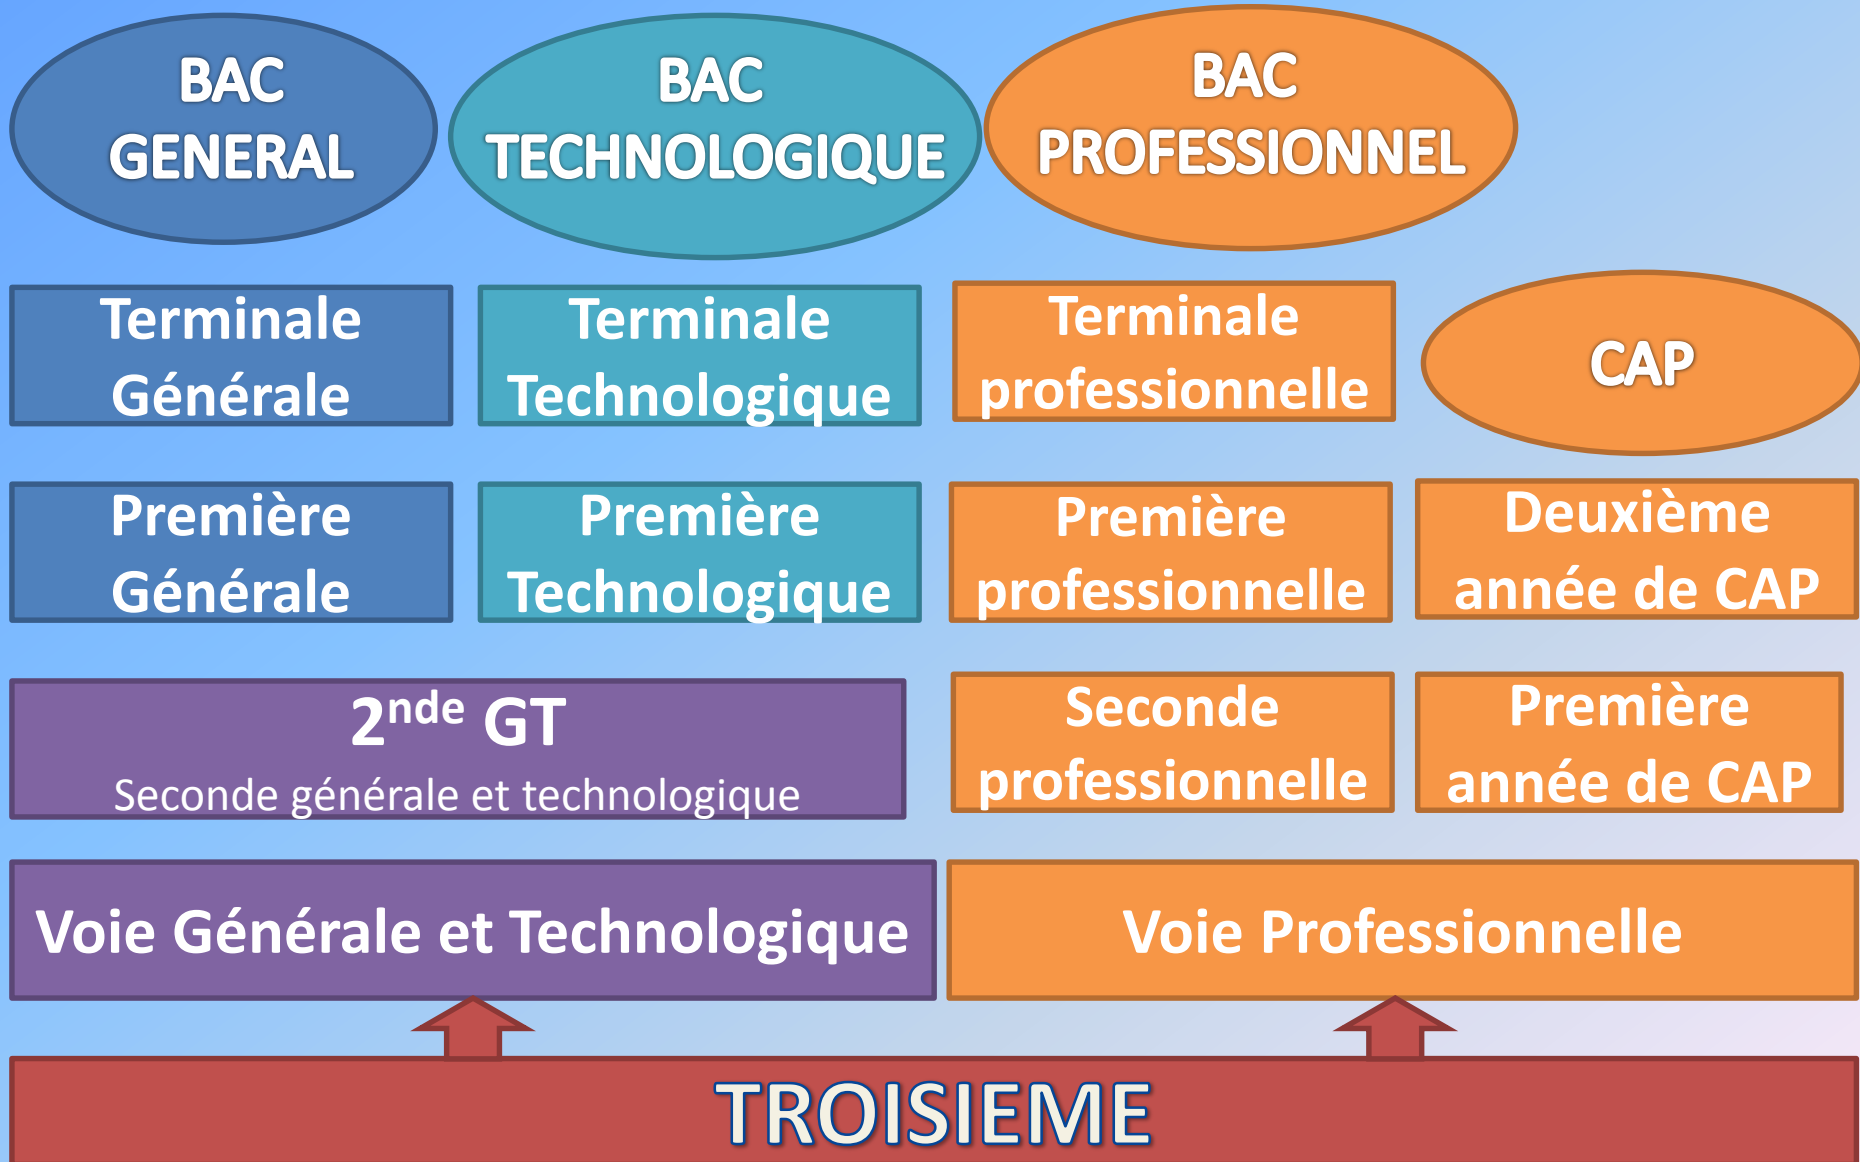 BAC
GENERAL
BAC
TECHNOLOGIQUE
BAC
PROFESSIONNEL
Terminale
Générale
Terminale
Technologique
Terminale
professionnelle
CAP
Première
Générale
Première
Technologique
Première
professionnelle
Deuxième
année de CAP
2nde GT
Seconde générale et technologique
Seconde
professionnelle
Première
année de CAP
Voie Générale et Technologique
Voie Professionnelle
TROISIEME